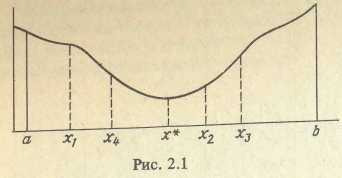 a x₁ x₄ x* x₂ x₃ b
Рис. 2.1